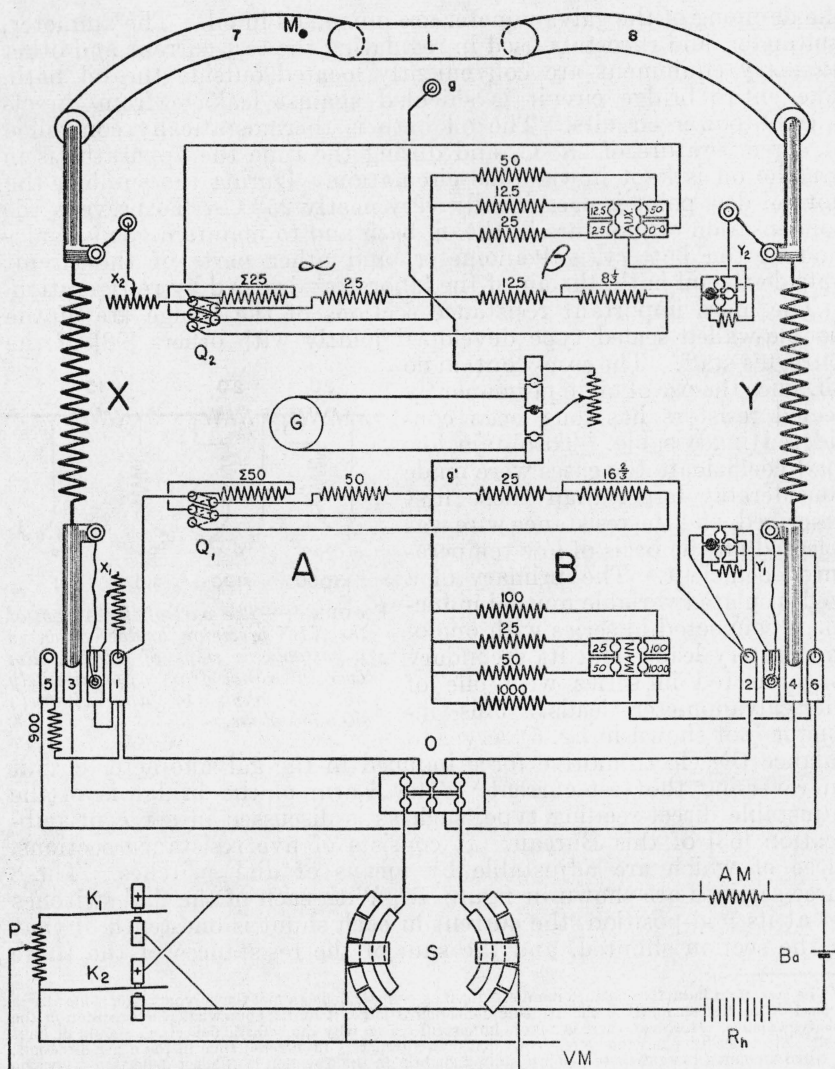 7 M 8
L
g
50
12.5
25
12.5 50
AUX.
2.5 0-8
α β
X₂ Σ25 25 12.5 8⅓ Y₂
Q₂
X Y
G
g'
Σ50 50 25 16⅔
Q₁
A B
X₁ Y₁
100
25
50
1000
25 100
MAIN
50 1000
5 3 1 2 4 6
900
O
K₁
P
K₂
S
AM
Ba
Rh
VM